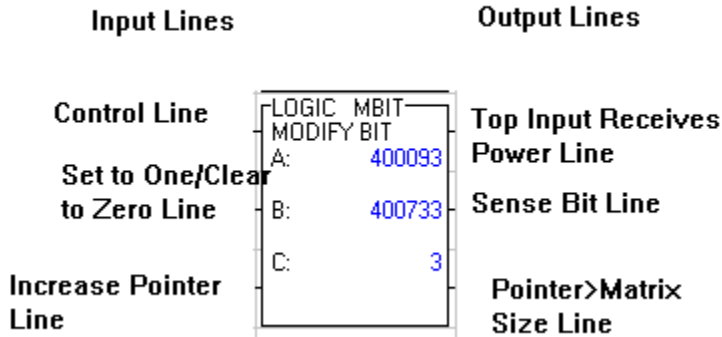 Input Lines
Output Lines
Control Line
LOGIC MBIT
MODIFY BIT
A: 400093
B: 400733
C: 3
Top Input Receives
Power Line
Set to One/Clear
to Zero Line
Sense Bit Line
Increase Pointer
Line
Pointer>Matrix
Size Line